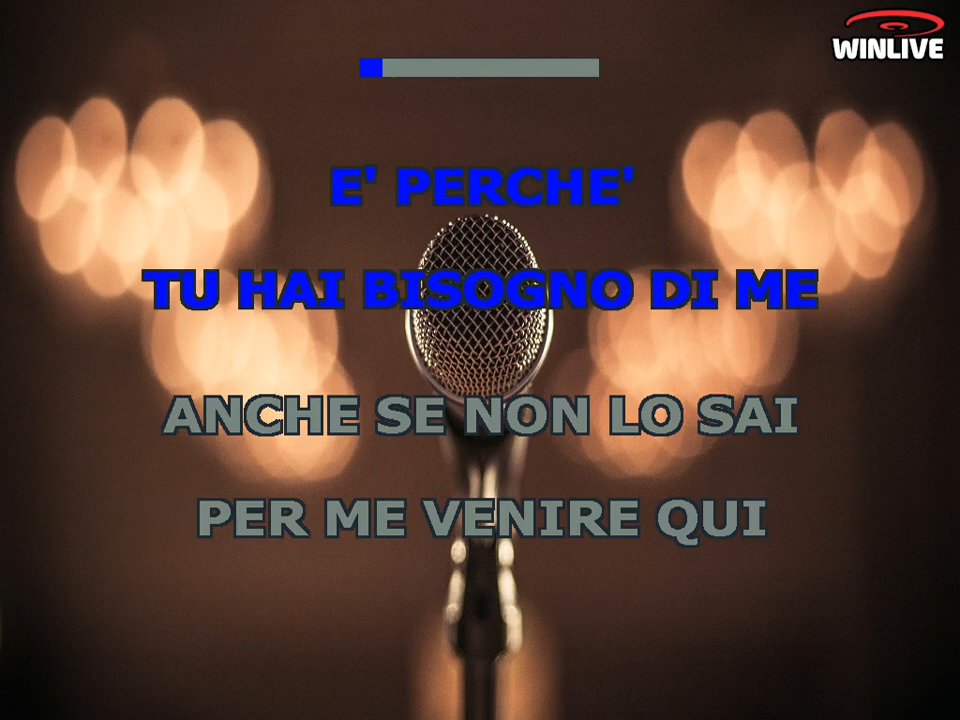 WINLIVE
E' PERCHE'
TU HAI BISOGNO DI ME
ANCHE SE NON LO SAI
PER ME VENIRE QUI